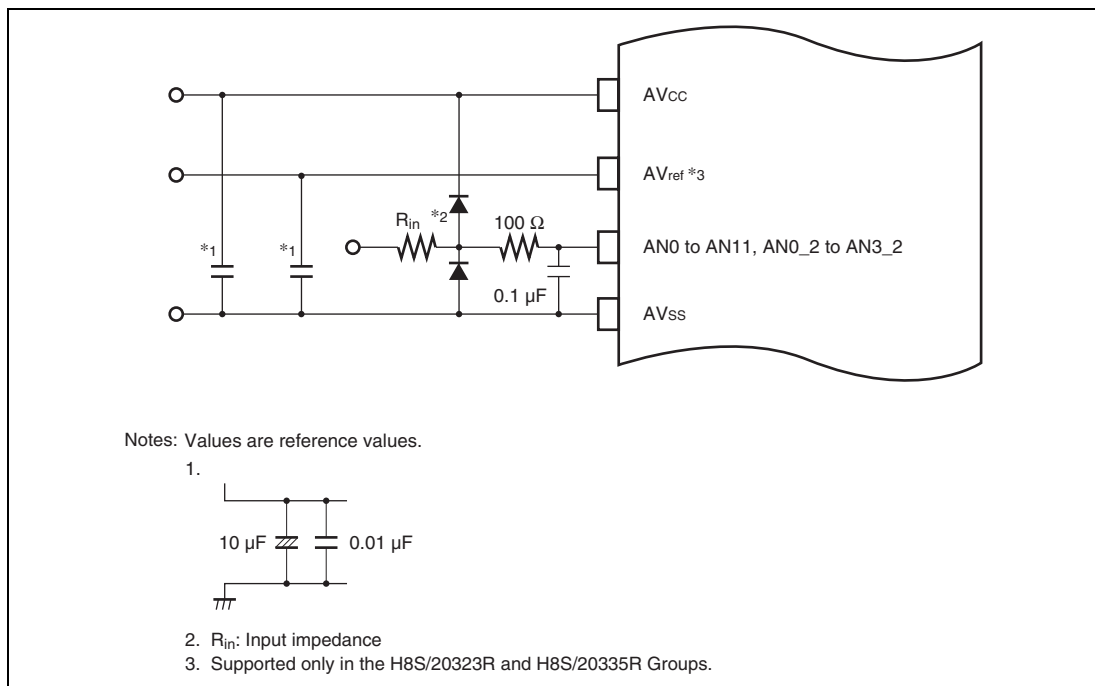 AVcc
AVref *3
Rin
*2
100 Ω
*1
*1
AN0 to AN11, AN0_2 to AN3_2
0.1 µF
AVss
Notes: Values are reference values.
1.
10 µF
0.01 µF
2. Rin: Input impedance
3. Supported only in the H8S/20323R and H8S/20335R Groups.